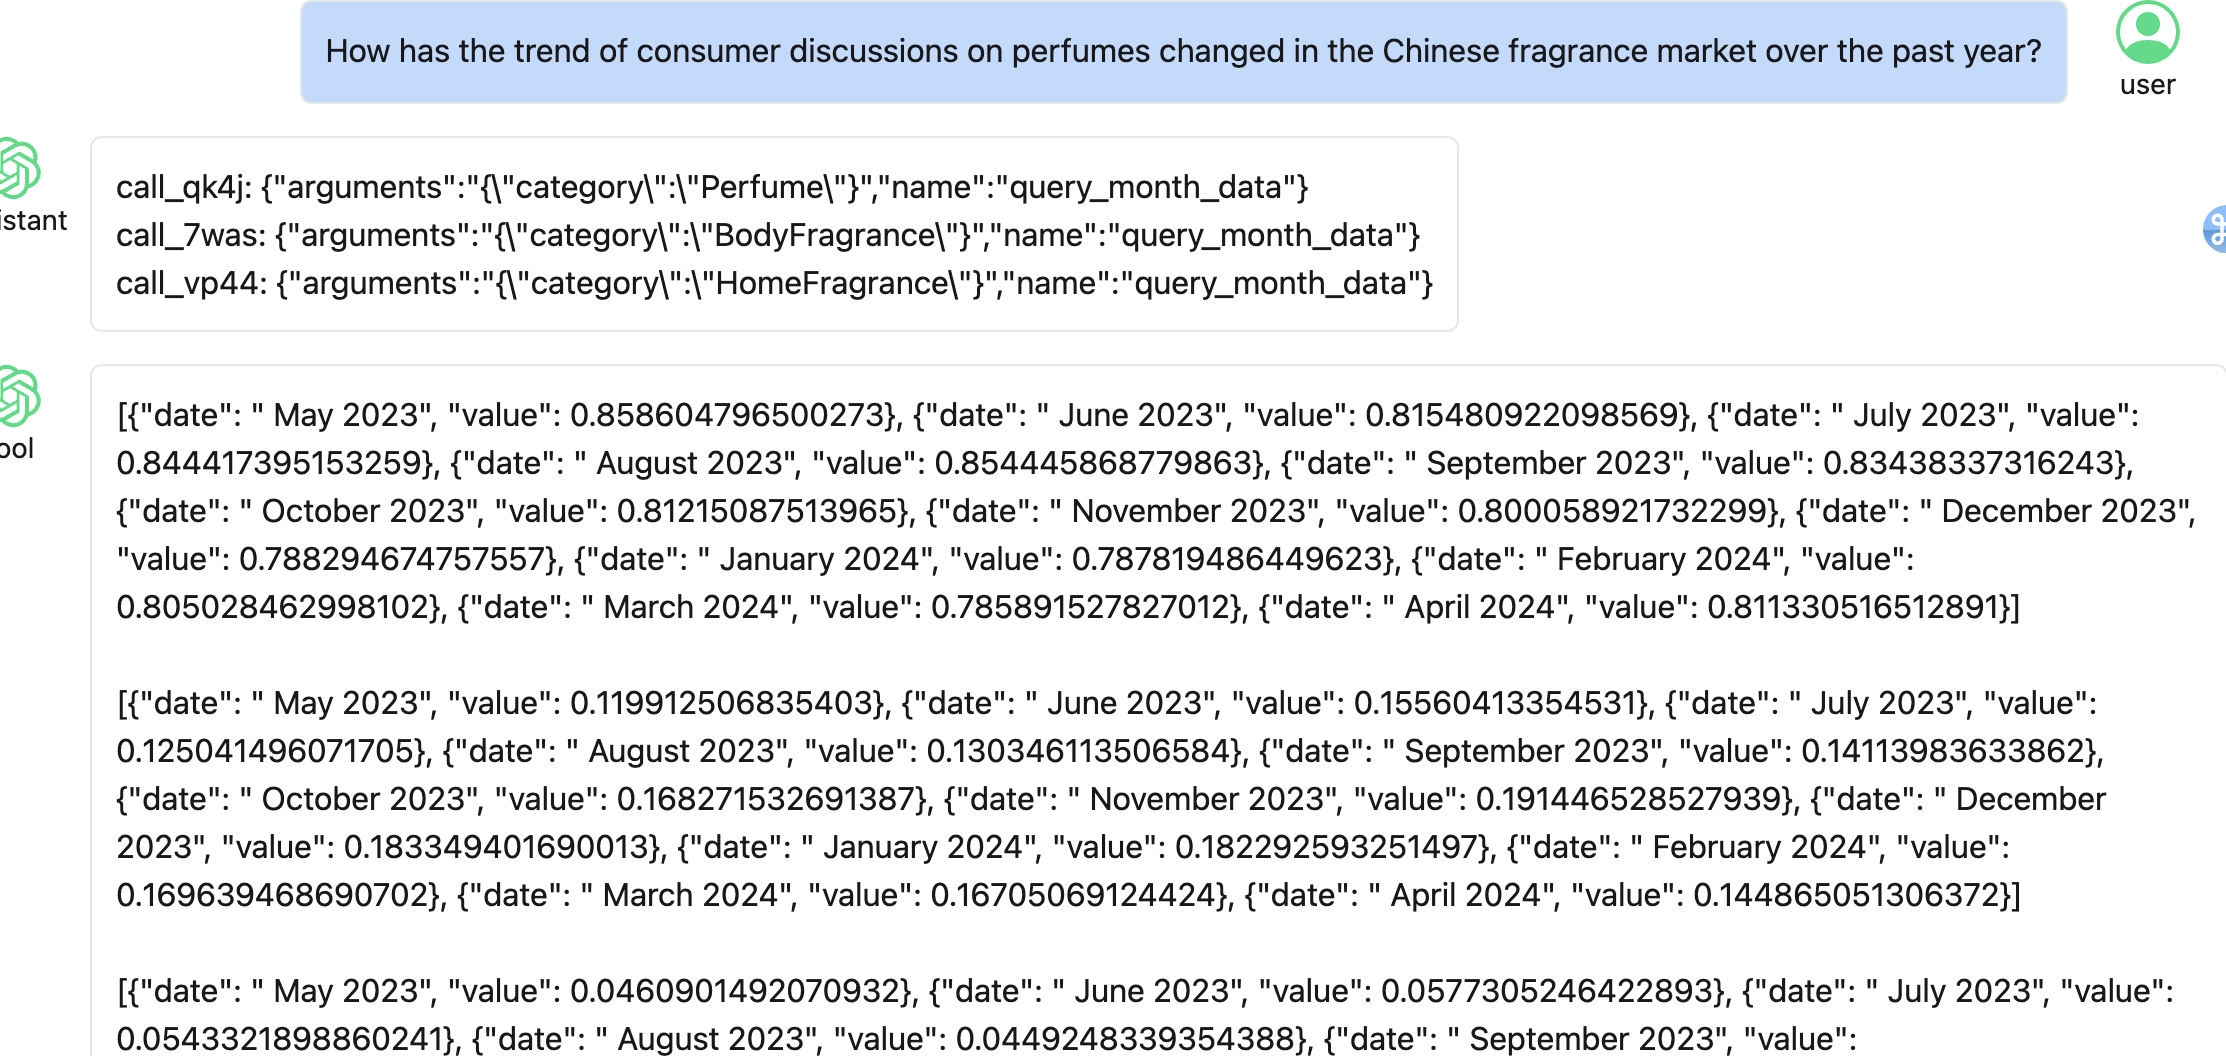 How has the trend of consumer discussions on perfumes changed in the Chinese fragrance market over the past year?
user
call_qk4j: {"arguments":"{\"category\":\"Perfume\"}","name":"query_month_data"}
istant
call_7was: {"arguments":"{\"category\":\"BodyFragrance\"}","name":"query_month_data"}
call_vp44: {"arguments":"{\"category\":\"HomeFragrance\"}","name":"query_month_data"}
ool
[{"date": " May 2023", "value": 0.858604796500273}, {"date": " June 2023", "value": 0.815480922098569}, {"date": " July 2023", "value":
0.844417395153259}, {"date": " August 2023", "value": 0.854445868779863}, {"date": " September 2023", "value": 0.83438337316243},
{"date": " October 2023", "value": 0.81215087513965}, {"date": " November 2023", "value": 0.800058921732299}, {"date": " December 2023",
"value": 0.788294674757557}, {"date": " January 2024", "value": 0.787819486449623}, {"date": " February 2024", "value":
0.805028462998102}, {"date": " March 2024", "value": 0.785891527827012}, {"date": " April 2024", "value": 0.811330516512891}]
[{"date": " May 2023", "value": 0.119912506835403}, {"date": " June 2023", "value": 0.15560413354531}, {"date": " July 2023", "value":
0.125041496071705}, {"date": " August 2023", "value": 0.130346113506584}, {"date": " September 2023", "value": 0.14113983633862},
{"date": " October 2023", "value": 0.168271532691387}, {"date": " November 2023", "value": 0.191446528527939}, {"date": " December
2023", "value": 0.183349401690013}, {"date": " January 2024", "value": 0.182292593251497}, {"date": " February 2024", "value":
0.169639468690702}, {"date": " March 2024", "value": 0.16705069124424}, {"date": " April 2024", "value": 0.144865051306372}]
[{"date": " May 2023", "value": 0.0460901492070932}, {"date": " June 2023", "value": 0.0577305246422893}, {"date": " July 2023", "value":
0.0543321898860241}, {"date": " August 2023", "value": 0.0449248339354388}, {"date": " September 2023", "value":